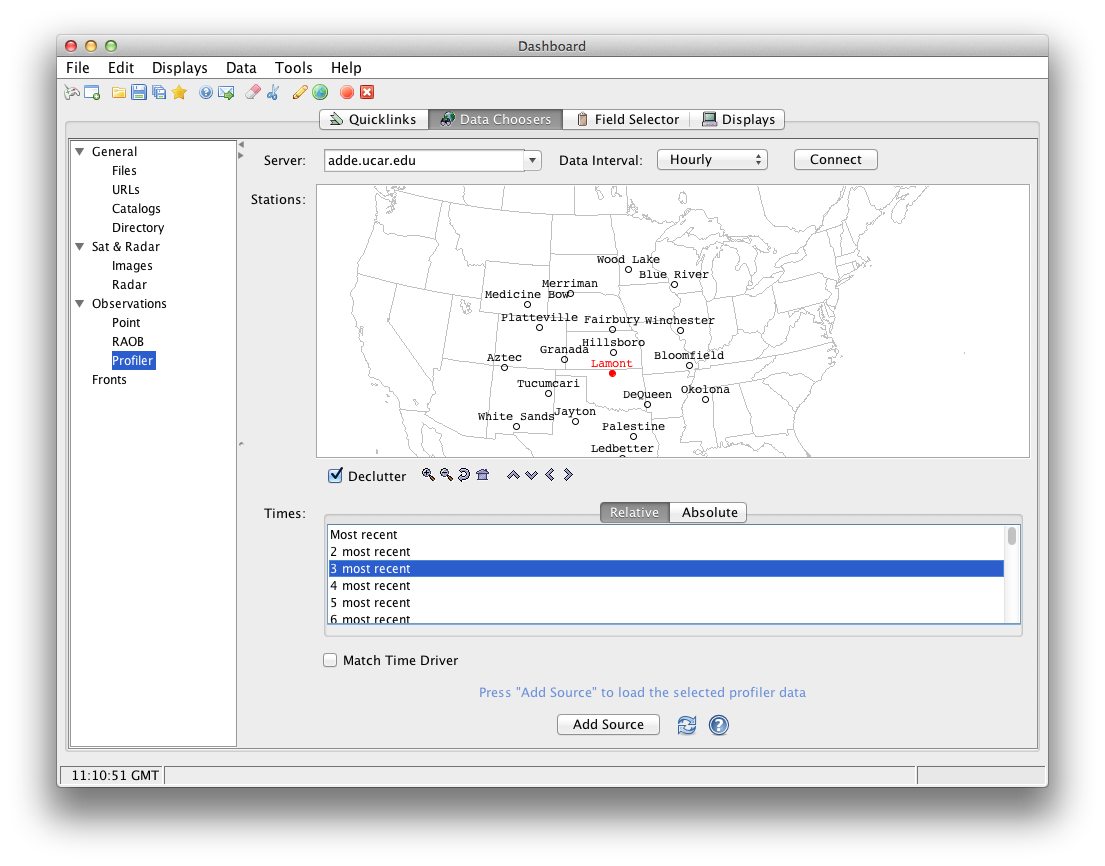 Dashboard
File Edit Displays Data Tools Help
Quicklinks Data Choosers Field Selector Displays
General
Files
URLs
Catalogs
Directory
Sat & Radar
Images
Radar
Observations
Point
RAOB
Profiler
Fronts
Server: adde.ucar.edu Data Interval: Hourly Connect
Stations:
Wood Lake
Blue River
Merriman
Medicine Bow
Platteville Fairbury Winchester
Hillsboro
Granada
Bloomfield
Aztec
Lamont
Tucumcari
Okolona
DeQueen
Jayton
White Sands
Palestine
Ledbetter
Declutter
Times: Relative Absolute
Most recent
2 most recent
3 most recent
4 most recent
5 most recent
6 most recent
Match Time Driver
Press "Add Source" to load the selected profiler data
Add Source
11:10:51 GMT